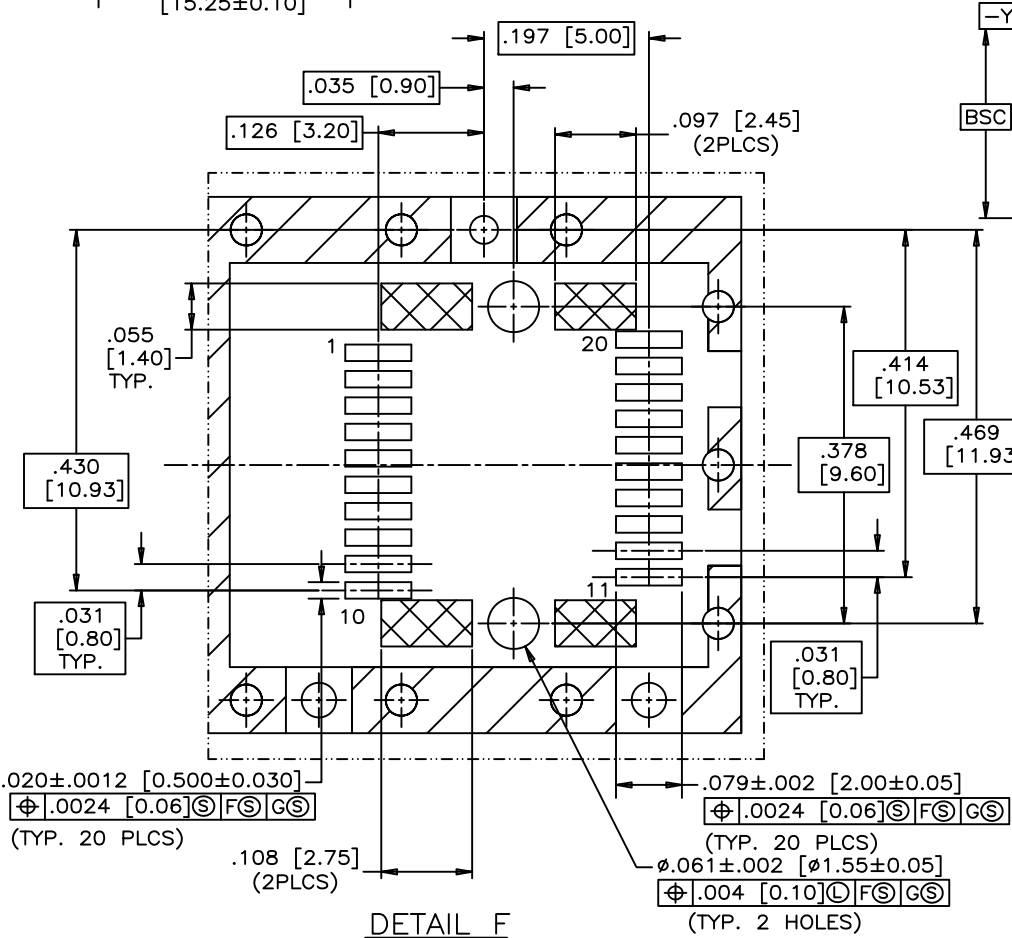 [15.25±0.10]
.197 [5.00]
-Y
.035 [0.90]
.126 [3.20]
.097 [2.45]
(2PLCS)
BSC
.055
[1.40]
TYP.
1
20
.414
[10.53]
.430
[10.93]
.378
[9.60]
.469
[11.93
.031
[0.80]
TYP.
10
11
.031
[0.80]
TYP.
.020±.0012 [0.500±0.030]
⌖ .0024 [0.06]Ⓢ FⓈ GⓈ
(TYP. 20 PLCS)
.079±.002 [2.00±0.05]
⌖ .0024 [0.06]Ⓢ FⓈ GⓈ
(TYP. 20 PLCS)
.108 [2.75]
(2PLCS)
ø.061±.002 [ø1.55±0.05]
⌖ .004 [0.10]Ⓛ FⓈ GⓈ
(TYP. 2 HOLES)
DETAIL F